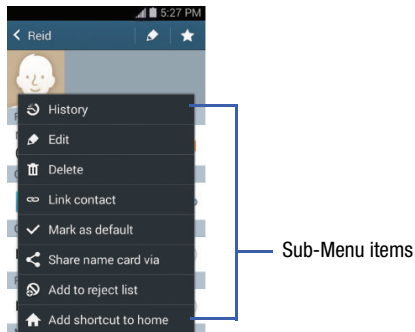 5:27 PM
Reid
History
Edit
Delete
Link contact
Mark as default
Share name card via
Add to reject list
Add shortcut to home
Sub-Menu items